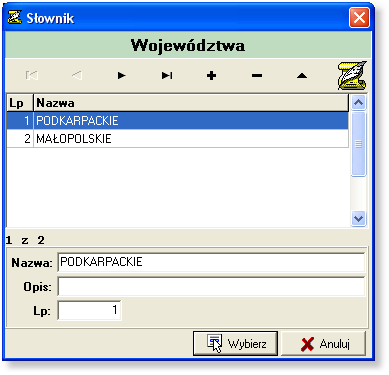 Słownik
Województwa
Lp Nazwa
1 PODKARPACKIE
2 MAŁOPOLSKIE
1 z 2
Nazwa: PODKARPACKIE
Opis:
Lp: 1
Wybierz Anuluj